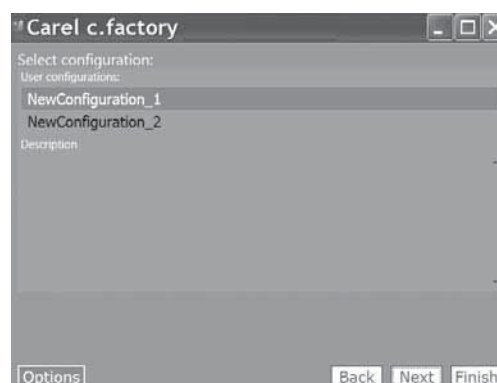 Carel c.factory
Select configuration:
User configurations:
NewConfiguration_1
NewConfiguration_2
Description
Options
Back Next Finish